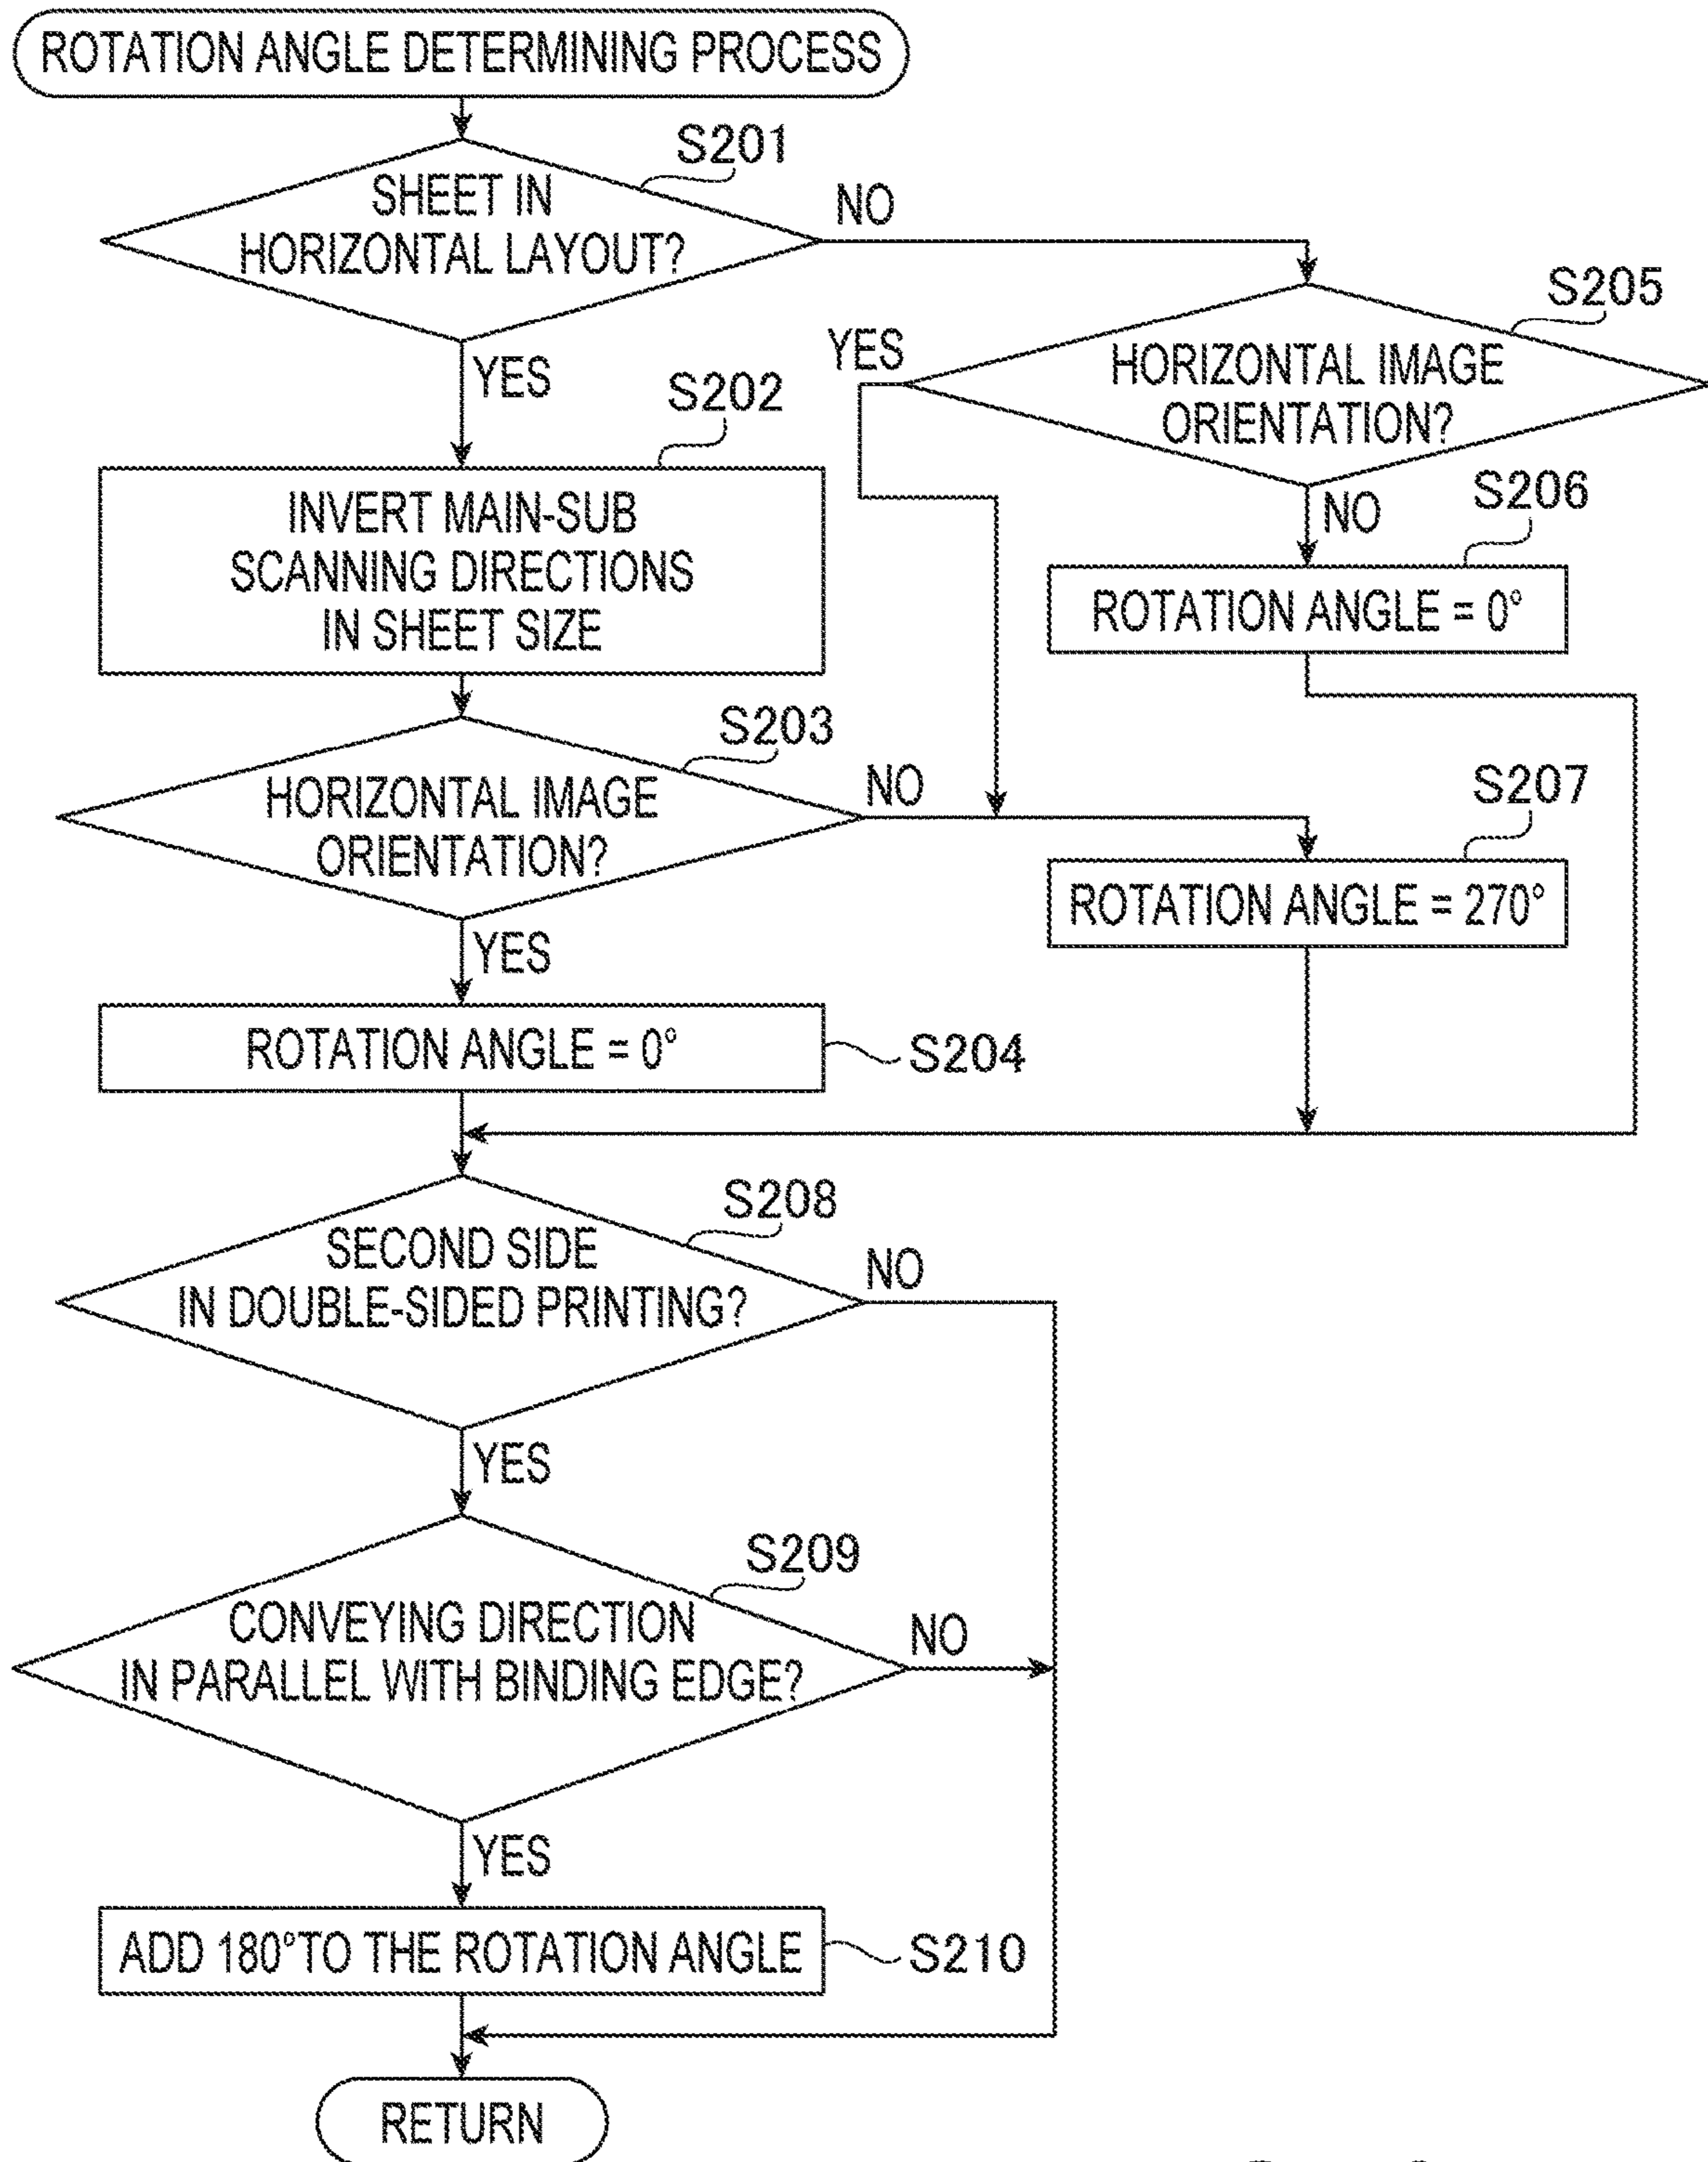 ROTATION ANGLE DETERMINING PROCESS
S201
SHEET IN
HORIZONTAL LAYOUT?
NO
YES
S205
HORIZONTAL IMAGE
ORIENTATION?
YES
NO
S202
INVERT MAIN-SUB
SCANNING DIRECTIONS
IN SHEET SIZE
S206
ROTATION ANGLE = 0°
S203
HORIZONTAL IMAGE
ORIENTATION?
NO
YES
S207
ROTATION ANGLE = 270°
ROTATION ANGLE = 0°
S204
S208
SECOND SIDE
IN DOUBLE-SIDED PRINTING?
NO
YES
S209
CONVEYING DIRECTION
IN PARALLEL WITH BINDING EDGE?
NO
YES
ADD 180°TO THE ROTATION ANGLE
S210
RETURN